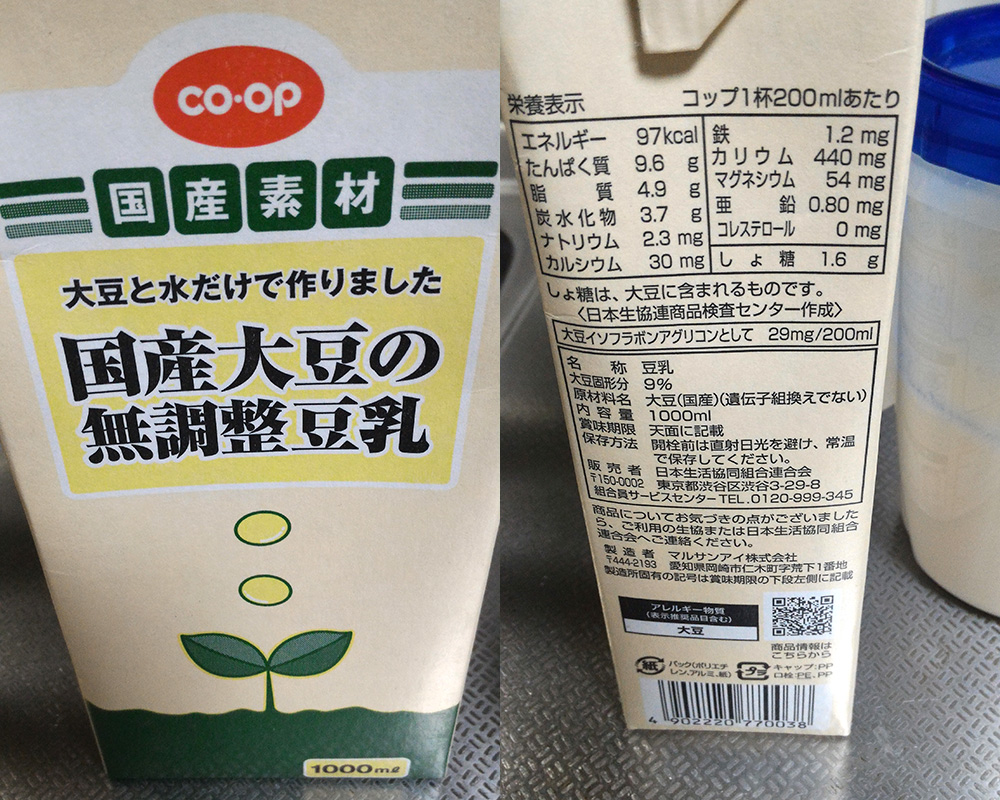 co·op
国産素材
大豆と水だけで作りました
国産大豆の
無調整豆乳
1000mℓ
栄養表示 コップ1杯200mlあたり
エネルギー 97kcal
たんぱく質 9.6 g
脂質 4.9 g
炭水化物 3.7 g
ナトリウム 2.3 mg
カルシウム 30 mg
鉄 1.2 mg
カリウム 440 mg
マグネシウム 54 mg
亜鉛 0.80 mg
コレステロール 0 mg
しょ糖 1.6 g
しょ糖は、大豆に含まれるものです。
〈日本生協連商品検査センター作成〉
大豆イソフラボンアグリコンとして 29mg/200ml
名称 豆乳
大豆固形分 9%
原材料名 大豆(国産)(遺伝子組換えでない)
内容量 1000ml
賞味期限 天面に記載
保存方法 開栓前は直射日光を避け、常温
で保存してください。
販売者 日本生活協同組合連合会
〒150-0002 東京都渋谷区渋谷3-29-8
組合員サービスセンター TEL.0120-999-345
商品についてお気づきの点がございました
ら、ご利用の生協または日本生活協同組合
連合会へご連絡ください。
製造者 マルサンアイ株式会社
〒444-2193 愛知県岡崎市仁木町字荒下1番地
製造所固有の記号は賞味期限の下段左側に記載
アレルギー物質
(表示推奨品目含む)
大豆
商品情報は
こちらから
紙 パック(ポリエチ
レン、アルミ、紙)
プラ キャップ:PP
口栓:PE、PP
4 902220 770038